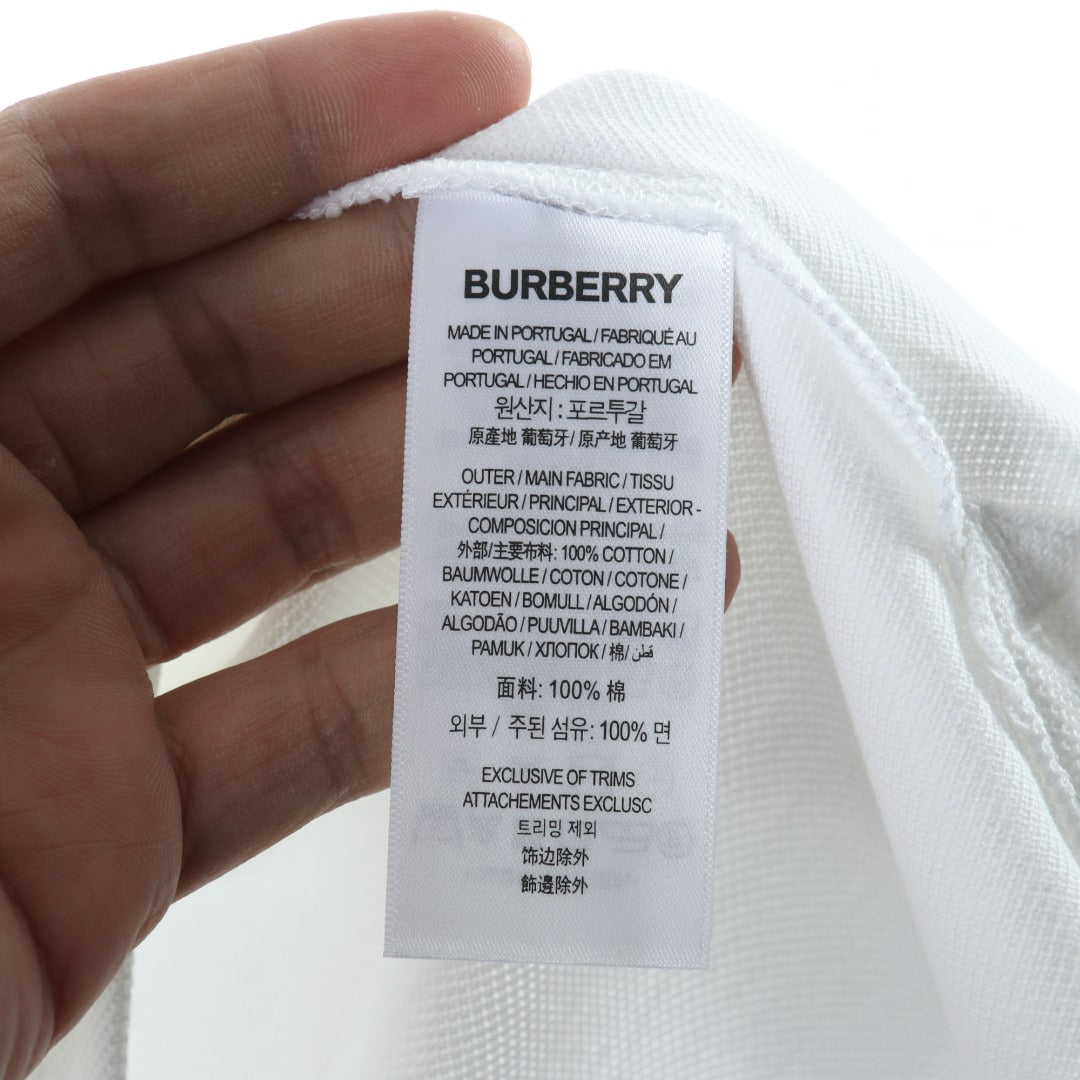 BURBERRY
MADE IN PORTUGAL / FABRIQUÉ AU
PORTUGAL / FABRICADO EM
PORTUGAL / HECHO EN PORTUGAL
원산지 : 포르투갈
原產地 葡萄牙 / 原产地 葡萄牙
OUTER / MAIN FABRIC / TISSU
EXTÉRIEUR / PRINCIPAL / EXTERIOR -
COMPOSICION PRINCIPAL /
外部/主要布料: 100% COTTON /
BAUMWOLLE / COTON / COTONE /
KATOEN / BOMULL / ALGODÓN /
ALGODÃO / PUUVILLA / BAMBAKI /
PAMUK / ХЛОПОК / 棉/ قطن
面料: 100% 棉
외부 / 주된 섬유: 100% 면
EXCLUSIVE OF TRIMS
ATTACHEMENTS EXCLUSC
트리밍 제외
饰边除外
飾邊除外